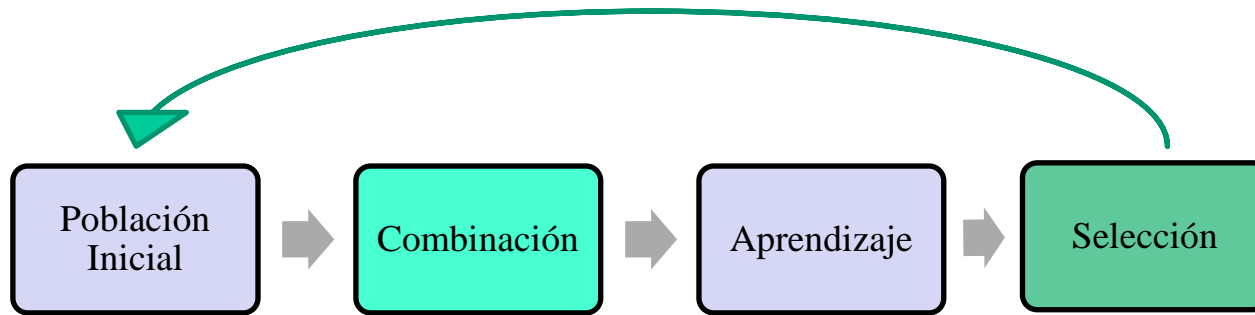 Población
Inicial
Combinación
Aprendizaje
Selección